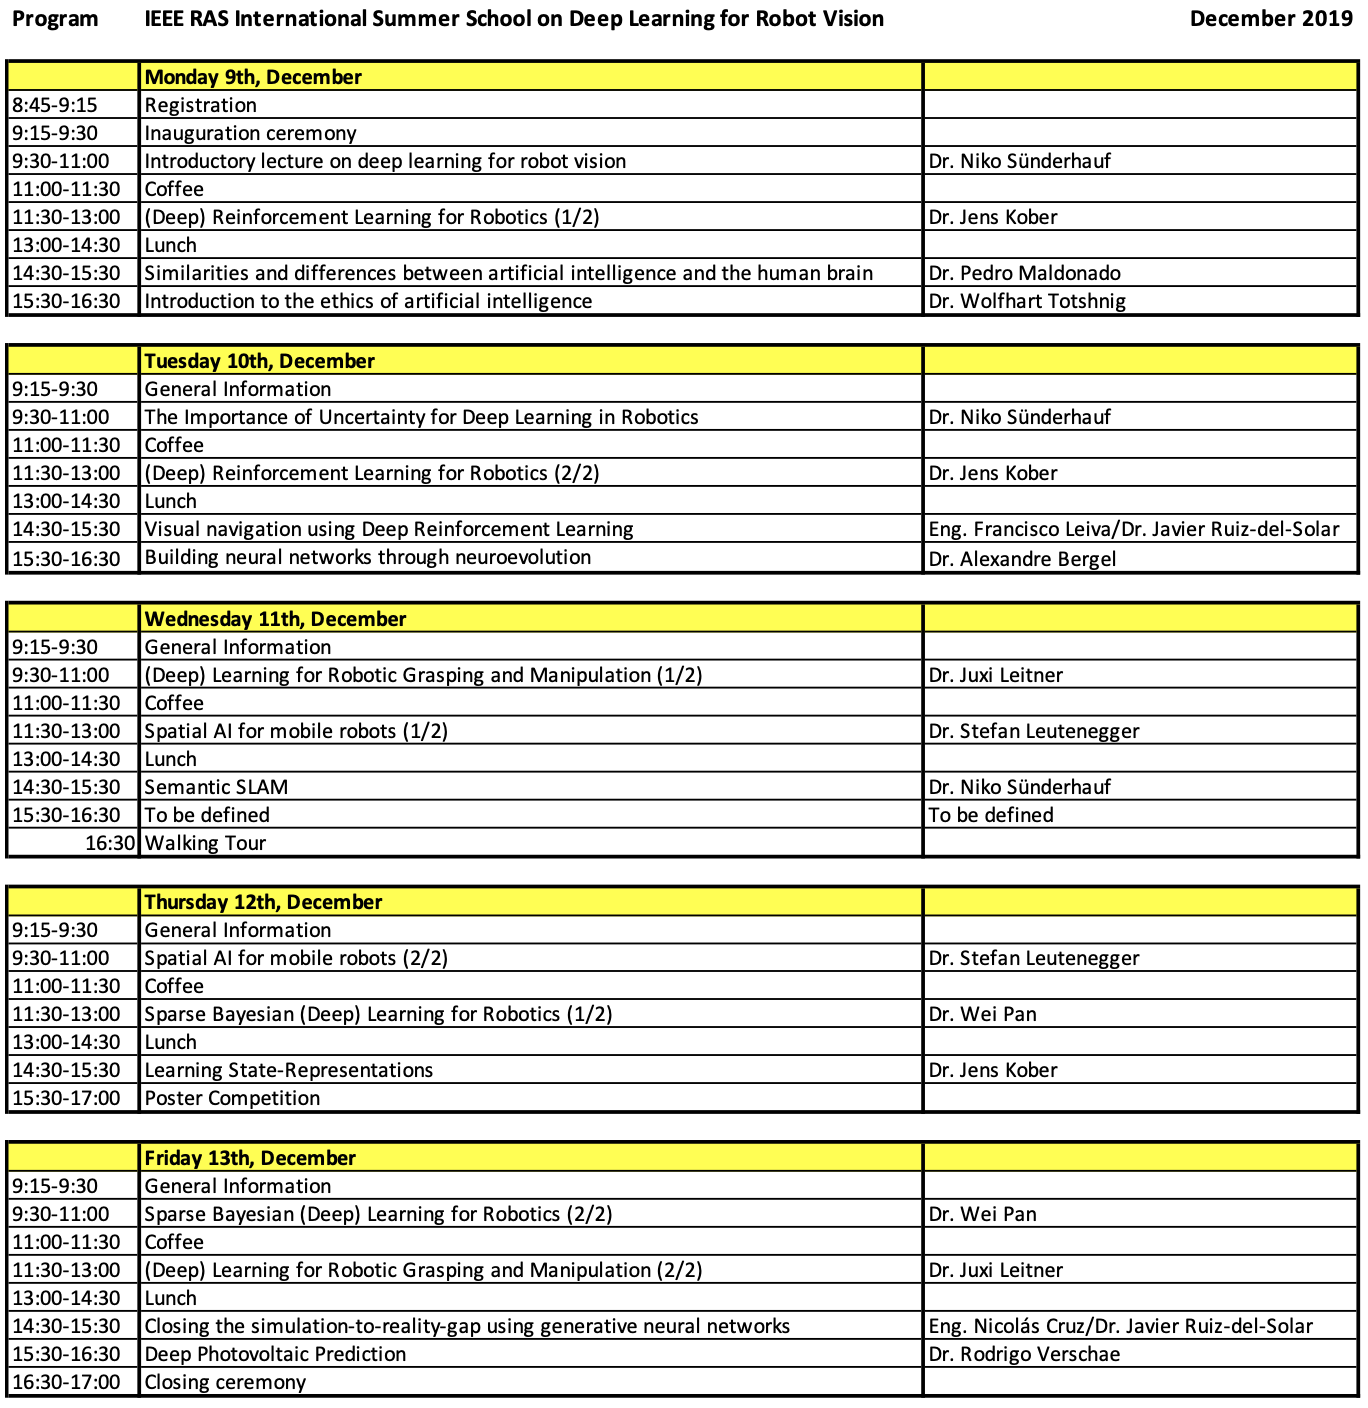 Program IEEE RAS International Summer School on Deep Learning for Robot Vision December 2019
Monday 9th, December
8:45-9:15 Registration
9:15-9:30 Inauguration ceremony
9:30-11:00 Introductory lecture on deep learning for robot vision Dr. Niko Sünderhauf
11:00-11:30 Coffee
11:30-13:00 (Deep) Reinforcement Learning for Robotics (1/2) Dr. Jens Kober
13:00-14:30 Lunch
14:30-15:30 Similarities and differences between artificial intelligence and the human brain Dr. Pedro Maldonado
15:30-16:30 Introduction to the ethics of artificial intelligence Dr. Wolfhart Totshnig
Tuesday 10th, December
9:15-9:30 General Information
9:30-11:00 The Importance of Uncertainty for Deep Learning in Robotics Dr. Niko Sünderhauf
11:00-11:30 Coffee
11:30-13:00 (Deep) Reinforcement Learning for Robotics (2/2) Dr. Jens Kober
13:00-14:30 Lunch
14:30-15:30 Visual navigation using Deep Reinforcement Learning Eng. Francisco Leiva/Dr. Javier Ruiz-del-Solar
15:30-16:30 Building neural networks through neuroevolution Dr. Alexandre Bergel
Wednesday 11th, December
9:15-9:30 General Information
9:30-11:00 (Deep) Learning for Robotic Grasping and Manipulation (1/2) Dr. Juxi Leitner
11:00-11:30 Coffee
11:30-13:00 Spatial AI for mobile robots (1/2) Dr. Stefan Leutenegger
13:00-14:30 Lunch
14:30-15:30 Semantic SLAM Dr. Niko Sünderhauf
15:30-16:30 To be defined To be defined
16:30 Walking Tour
Thursday 12th, December
9:15-9:30 General Information
9:30-11:00 Spatial AI for mobile robots (2/2) Dr. Stefan Leutenegger
11:00-11:30 Coffee
11:30-13:00 Sparse Bayesian (Deep) Learning for Robotics (1/2) Dr. Wei Pan
13:00-14:30 Lunch
14:30-15:30 Learning State-Representations Dr. Jens Kober
15:30-17:00 Poster Competition
Friday 13th, December
9:15-9:30 General Information
9:30-11:00 Sparse Bayesian (Deep) Learning for Robotics (2/2) Dr. Wei Pan
11:00-11:30 Coffee
11:30-13:00 (Deep) Learning for Robotic Grasping and Manipulation (2/2) Dr. Juxi Leitner
13:00-14:30 Lunch
14:30-15:30 Closing the simulation-to-reality-gap using generative neural networks Eng. Nicolás Cruz/Dr. Javier Ruiz-del-Solar
15:30-16:30 Deep Photovoltaic Prediction Dr. Rodrigo Verschae
16:30-17:00 Closing ceremony